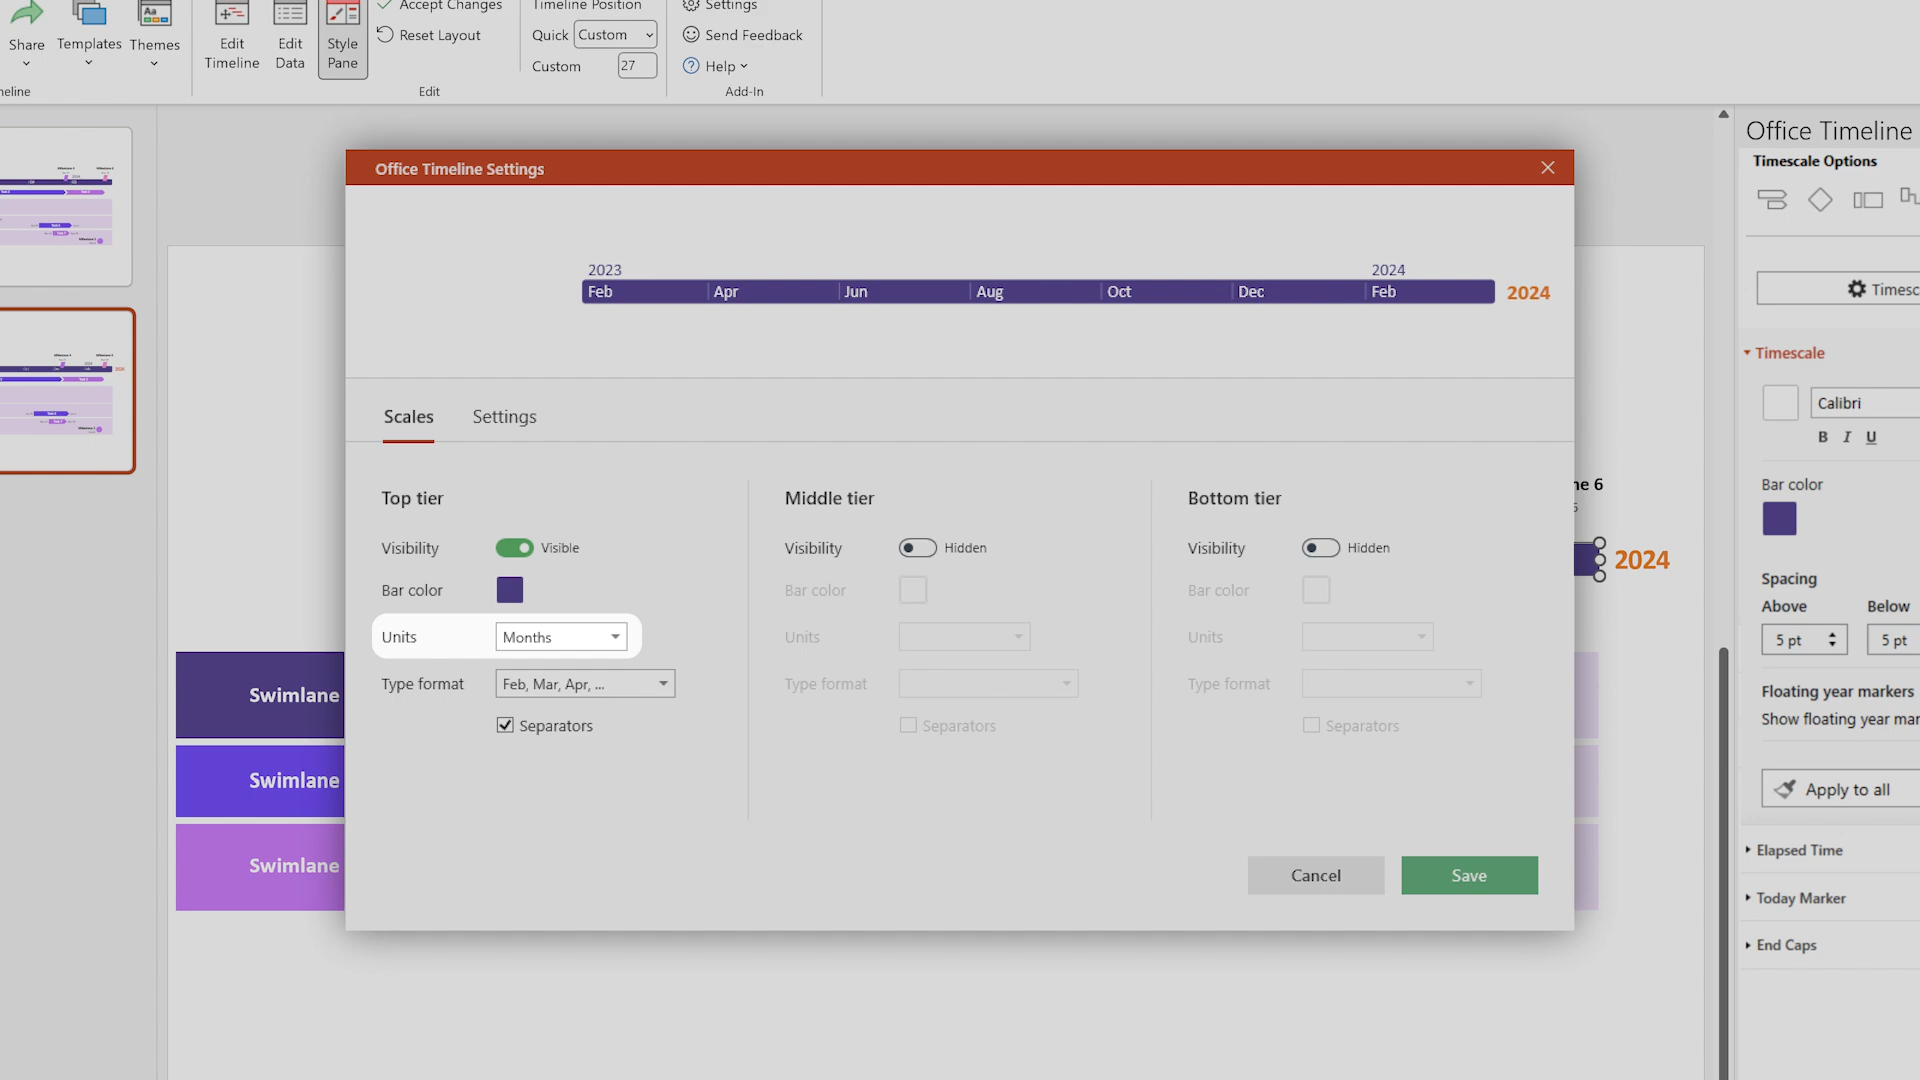 Accept Changes
Timeline Position
Settings
Share
Templates
Themes
Edit
Timeline
Edit
Data
Style
Pane
Reset Layout
Quick
Custom
Send Feedback
Custom
27
Help
Edit
Add-In
Office Timeline
Timescale Options
Office Timeline Settings
2023
2024
Feb
Apr
Jun
Aug
Oct
Dec
Feb
2024
Timesc
Timescale
Scales
Settings
Calibri
B I U
Top tier
Middle tier
Bottom tier
Bar color
Visibility
Visible
Visibility
Hidden
Visibility
Hidden
2024
Bar color
Bar color
Bar color
Spacing
Above
Below
Units
Months
Units
Units
5 pt
5 pt
Type format
Feb, Mar, Apr, ...
Type format
Type format
Floating year markers
Show floating year mar
Separators
Separators
Separators
Swimlane
Swimlane
Swimlane
Apply to all
Elapsed Time
Cancel
Save
Today Marker
End Caps